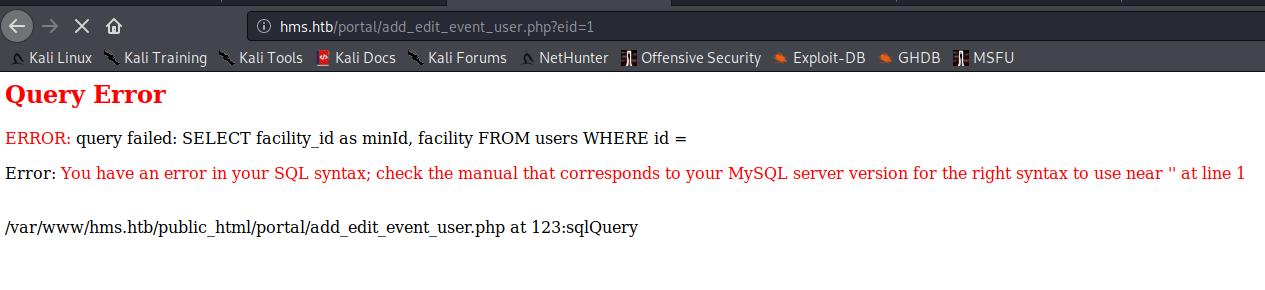 hms.htb/portal/add_edit_event_user.php?eid=1
Kali Linux Kali Training Kali Tools Kali Docs Kali Forums NetHunter Offensive Security Exploit-DB GHDB MSFU
Query Error
ERROR: query failed: SELECT facility_id as minId, facility FROM users WHERE id =
Error: You have an error in your SQL syntax; check the manual that corresponds to your MySQL server version for the right syntax to use near '' at line 1
/var/www/hms.htb/public_html/portal/add_edit_event_user.php at 123:sqlQuery